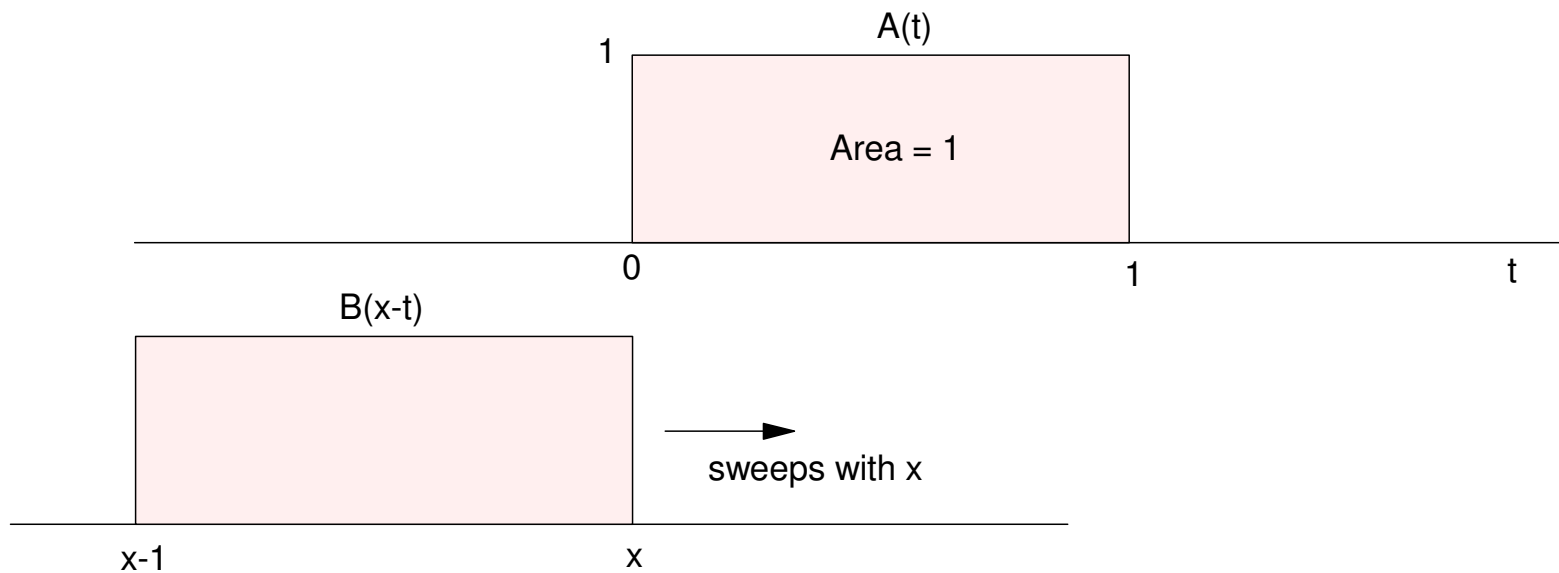 A(t)
1
Area = 1
0 1 t
B(x-t)
sweeps with x
x-1 x